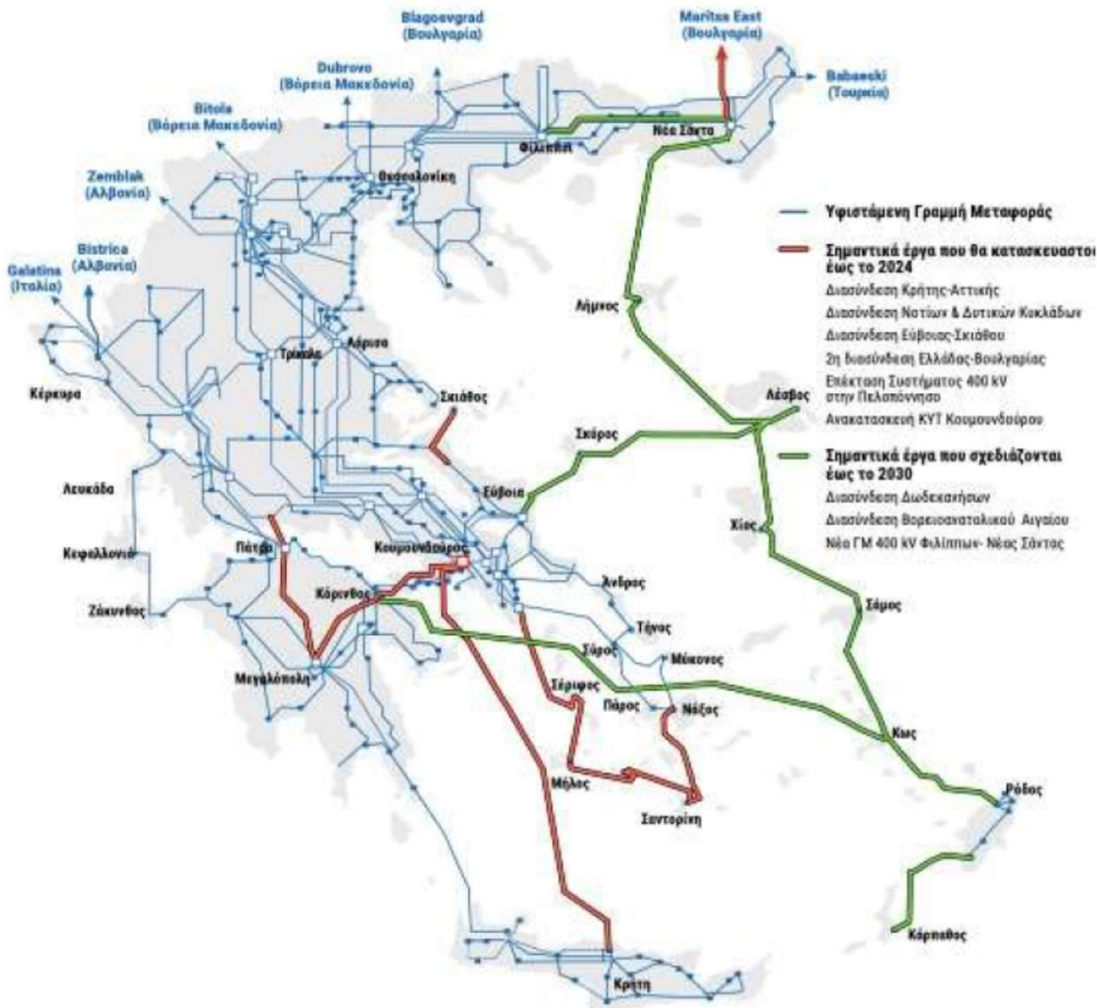 Blagoevgrad
(Βουλγαρία)
Maritsa East
(Βουλγαρία)
Dubrovo
(Βόρεια Μακεδονία)
Babaeski
(Τουρκία)
Bitola
(Βόρεια Μακεδονία)
Νέα Σάντα
Φίλιπποι
Θεσσαλονίκη
Zemblak
(Αλβανία)
Bistrica
(Αλβανία)
Galatina
(Ιταλία)
Υφιστάμενη Γραμμή Μεταφοράς
Σημαντικά έργα που θα κατασκευαστού
έως το 2024
Διασύνδεση Κρήτης-Αττικής
Διασύνδεση Νοτίων & Δυτικών Κυκλάδων
Διασύνδεση Εύβοιας-Σκιάθου
2η διασύνδεση Ελλάδας-Βουλγαρίας
Επέκταση Συστήματος 400 kV
στην Πελοπόννησο
Ανακατασκευή ΚΥΤ Κουμουνδούρου
Σημαντικά έργα που σχεδιάζονται
έως το 2030
Διασύνδεση Δωδεκανήσων
Διασύνδεση Βορειοανατολικού Αιγαίου
Νέα ΓΜ 400 kV Φιλίππων- Νέας Σάντας
Λήμνος
Τρίκαλα
Λάρισα
Κέρκυρα
Σκιάθος
Λέσβος
Σκύρος
Λευκάδα
Εύβοια
Χίος
Κεφαλλονιά
Πάτρα
Κουμουνδούρος
Ζάκυνθος
Κόρινθος
Άνδρος
Σάμος
Τήνος
Σύρος
Μύκονος
Μεγαλόπολη
Σέριφος
Πάρος
Νάξος
Κως
Μήλος
Σαντορίνη
Ρόδος
Κάρπαθος
Κρήτη